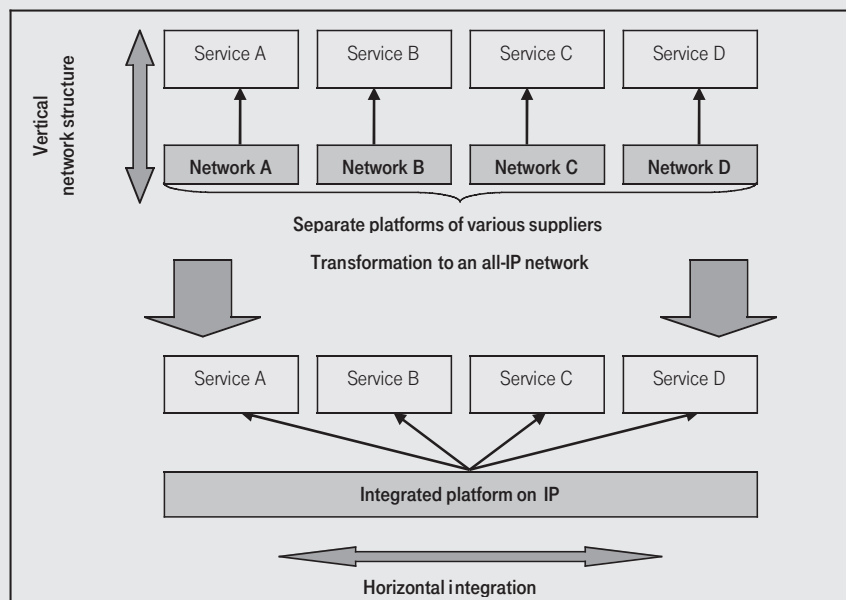 Service A
Service B
Service C
Service D
Vertical
network structure
Network A
Network B
Network C
Network D
Separate platforms of various suppliers
Transformation to an all-IP network
Service A
Service B
Service C
Service D
Integrated platform on IP
Horizontal integration